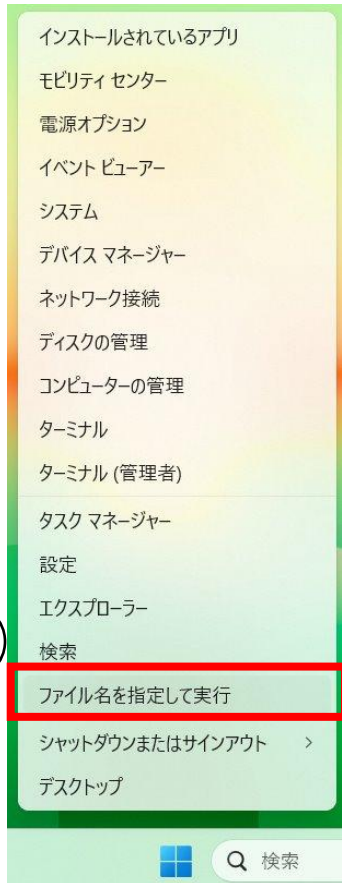 インストールされているアプリ
モビリティ センター
電源オプション
イベント ビューアー
システム
デバイス マネージャー
ネットワーク接続
ディスクの管理
コンピューターの管理
ターミナル
ターミナル (管理者)
タスク マネージャー
設定
エクスプローラー
検索
ファイル名を指定して実行
シャットダウンまたはサインアウト >
デスクトップ
検索